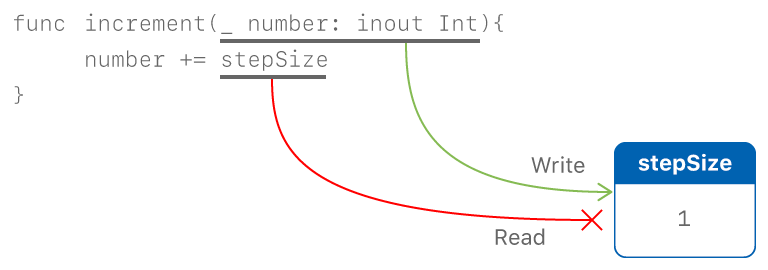 func increment(_ number: inout Int){
number += stepSize
}
Write
stepSize
1
Read